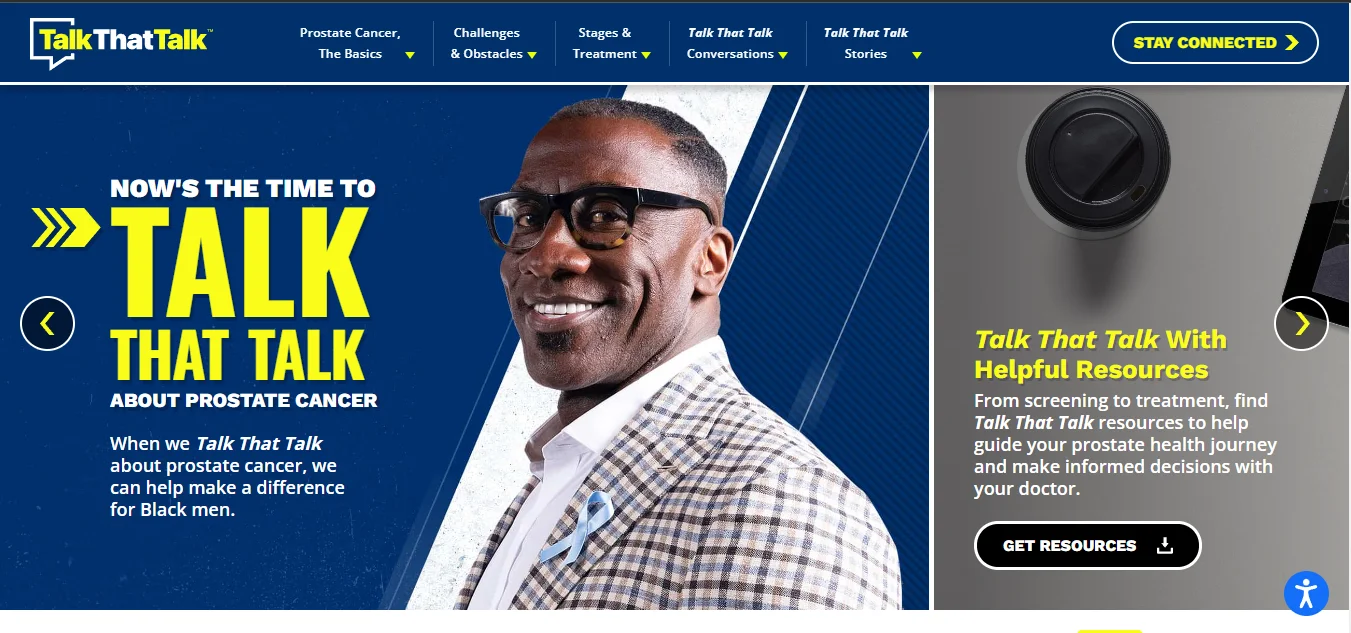 TalkThatTalk™
Prostate Cancer,
The Basics
Challenges
& Obstacles
Stages &
Treatment
Talk That Talk
Conversations
Talk That Talk
Stories
STAY CONNECTED
NOW'S THE TIME TO
TALK
THAT TALK
ABOUT PROSTATE CANCER
When we Talk That Talk
about prostate cancer, we
can help make a difference
for Black men.
Talk That Talk With
Helpful Resources
From screening to treatment, find
Talk That Talk resources to help
guide your prostate health journey
and make informed decisions with
your doctor.
GET RESOURCES